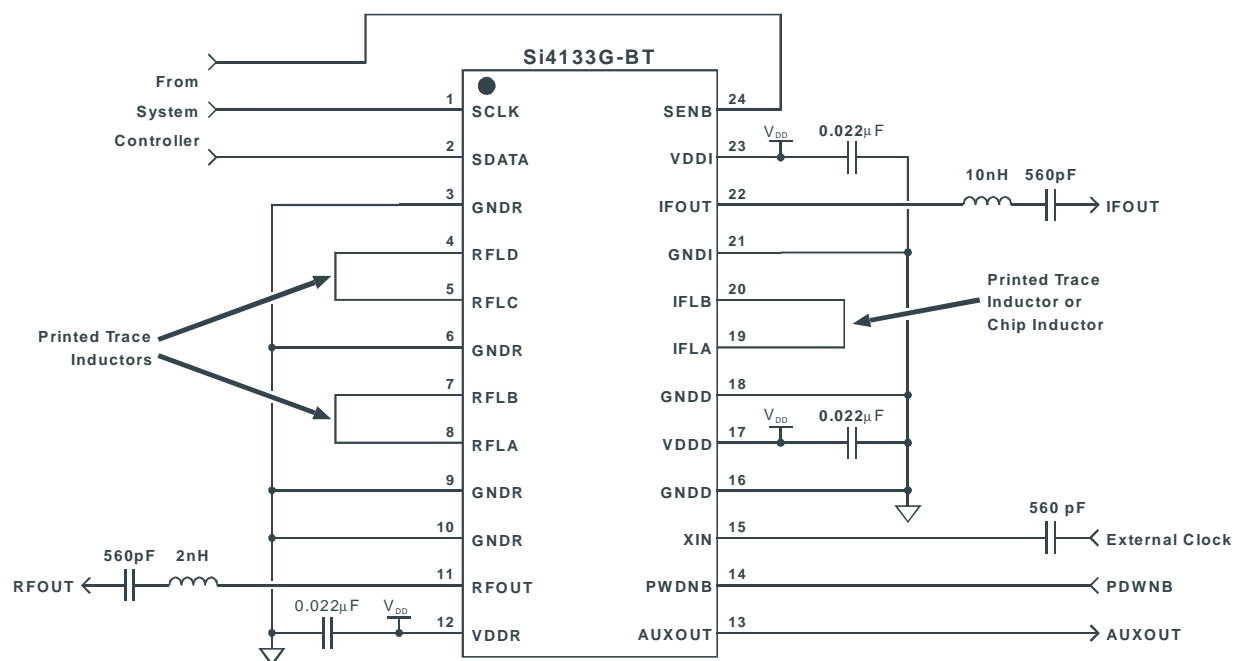 Si4133G-BT
From
System
Controller
1 SCLK
2 SDATA
3 GNDR
4 RFLD
5 RFLC
6 GNDR
7 RFLB
8 RFLA
9 GNDR
10 GNDR
11 RFOUT
12 VDDR
Printed Trace
Inductors
560pF 2nH
RFOUT
0.022μF VDD
SENB 24
VDDI 23
IFOUT 22
GNDI 21
IFLB 20
IFLA 19
GNDD 18
VDDD 17
GNDD 16
XIN 15
PWDNB 14
AUXOUT 13
VDD 0.022μF
10nH 560pF
IFOUT
Printed Trace
Inductor or
Chip Inductor
VDD 0.022μF
560 pF
External Clock
PDWNB
AUXOUT